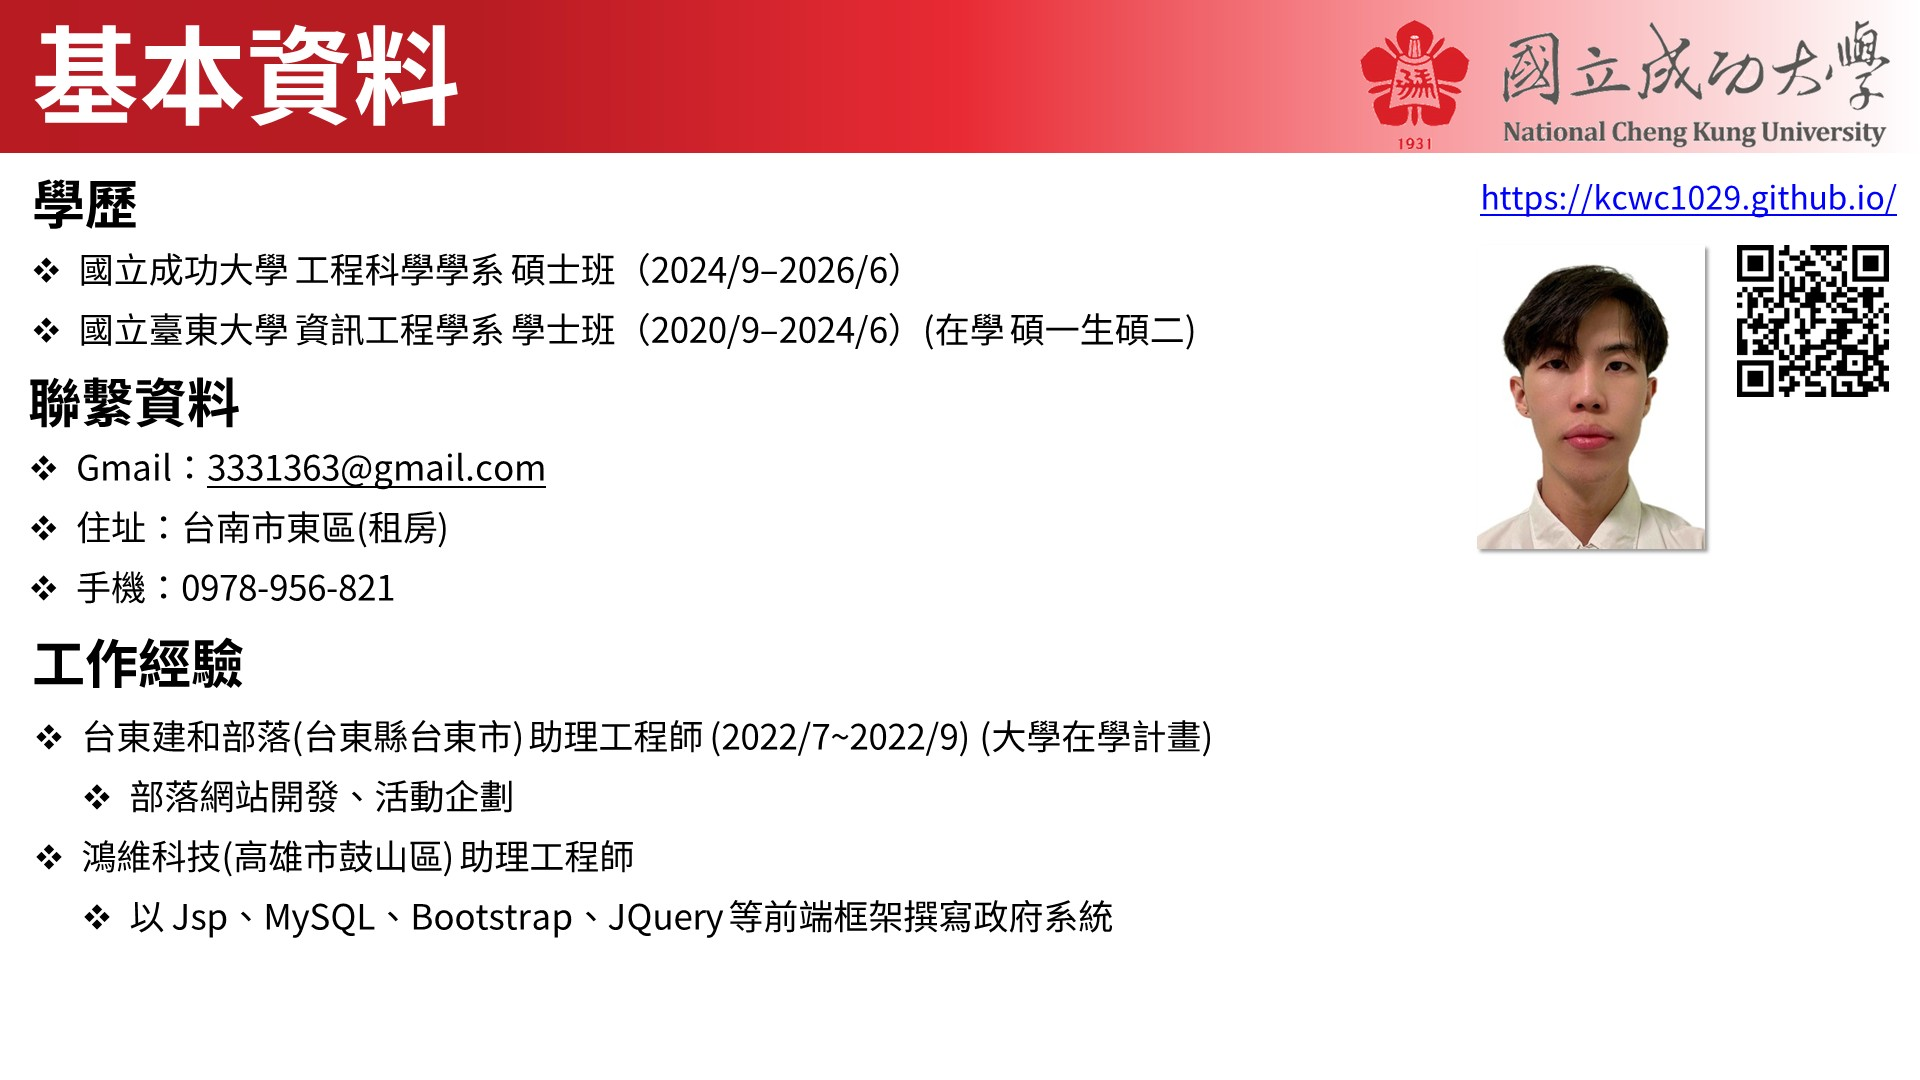 基本資料
1931
國立成功大學
National Cheng Kung University
學歷
https://kcwc1029.github.io/
❖ 國立成功大學 工程科學學系 碩士班（2024/9–2026/6）
❖ 國立臺東大學 資訊工程學系 學士班（2020/9–2024/6）(在學 碩一生碩二)
聯繫資料
❖ Gmail：3331363@gmail.com
❖ 住址：台南市東區(租房)
❖ 手機：0978-956-821
工作經驗
❖ 台東建和部落(台東縣台東市) 助理工程師 (2022/7~2022/9) (大學在學計畫)
❖ 部落網站開發、活動企劃
❖ 鴻維科技(高雄市鼓山區) 助理工程師
❖ 以 Jsp、MySQL、Bootstrap、JQuery 等前端框架撰寫政府系統